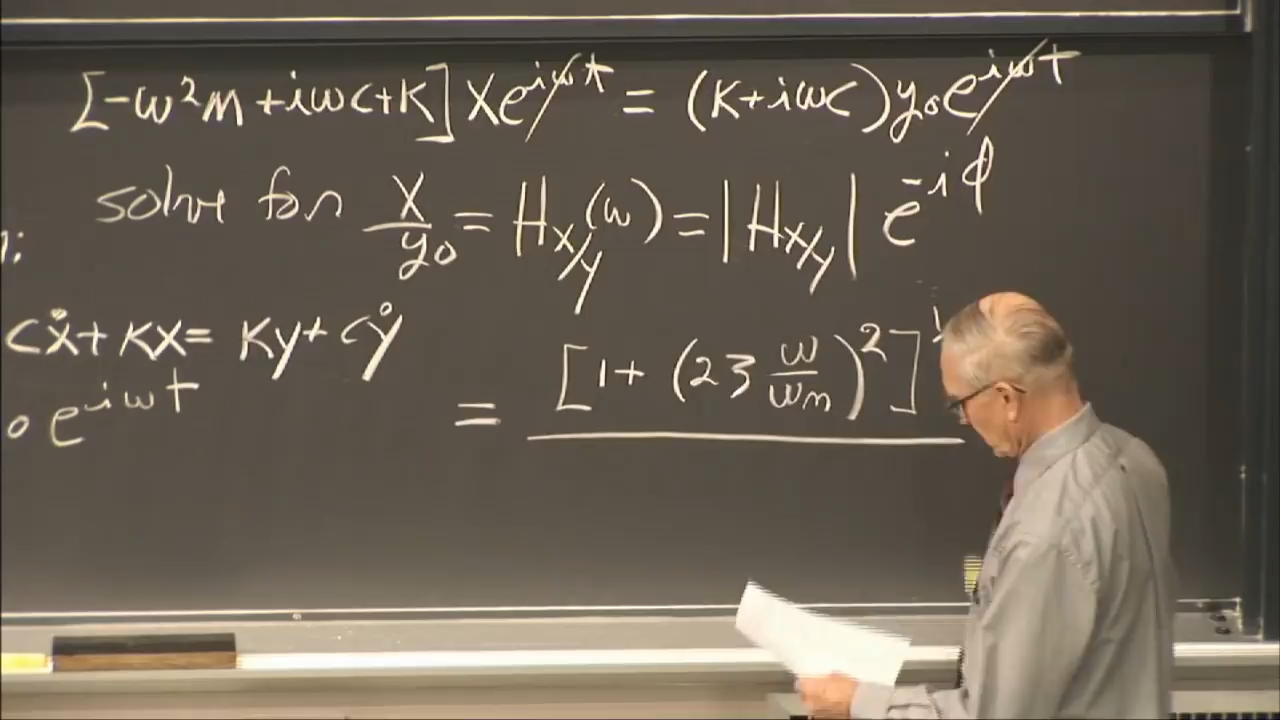 [-ω²m + iωc + K] X e^{iωt} = (K + iωc) y₀ e^{iωt}
solve for X/y₀ = H_{x/y}(ω) = |H_{x/y}| e^{-iφ}
cẋ + Kx = Ky + cẏ
₀ e^{iωt}
= [1 + (2ζ ω/ωn)²]